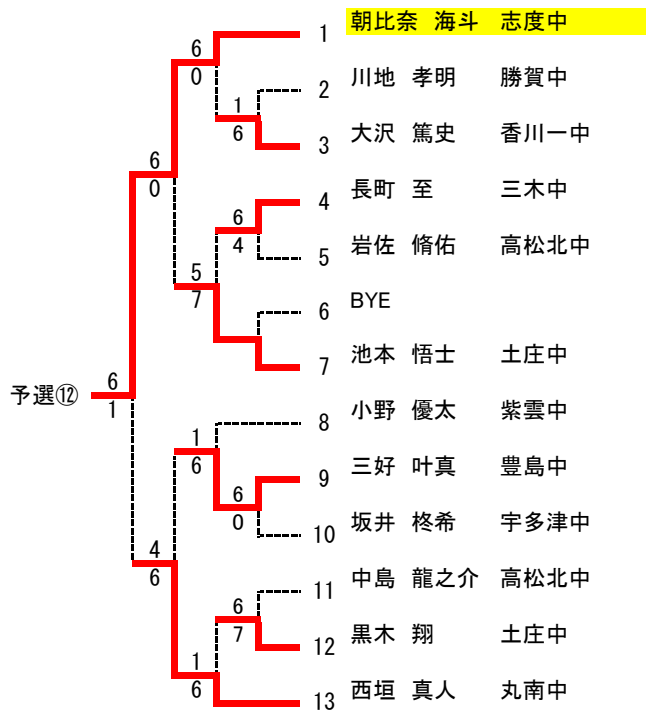 1 朝比奈 海斗 志度中
6
0
2 川地 孝明 勝賀中
1
6
3 大沢 篤史 香川一中
6
0
4 長町 至 三木中
6
4
5 岩佐 脩佑 高松北中
5
7
6 BYE
7 池本 悟士 土庄中
予選⑫
6
1
8 小野 優太 紫雲中
1
6
9 三好 叶真 豊島中
6
0
10 坂井 柊希 宇多津中
4
6
11 中島 龍之介 高松北中
6
7
12 黒木 翔 土庄中
1
6
13 西垣 真人 丸南中